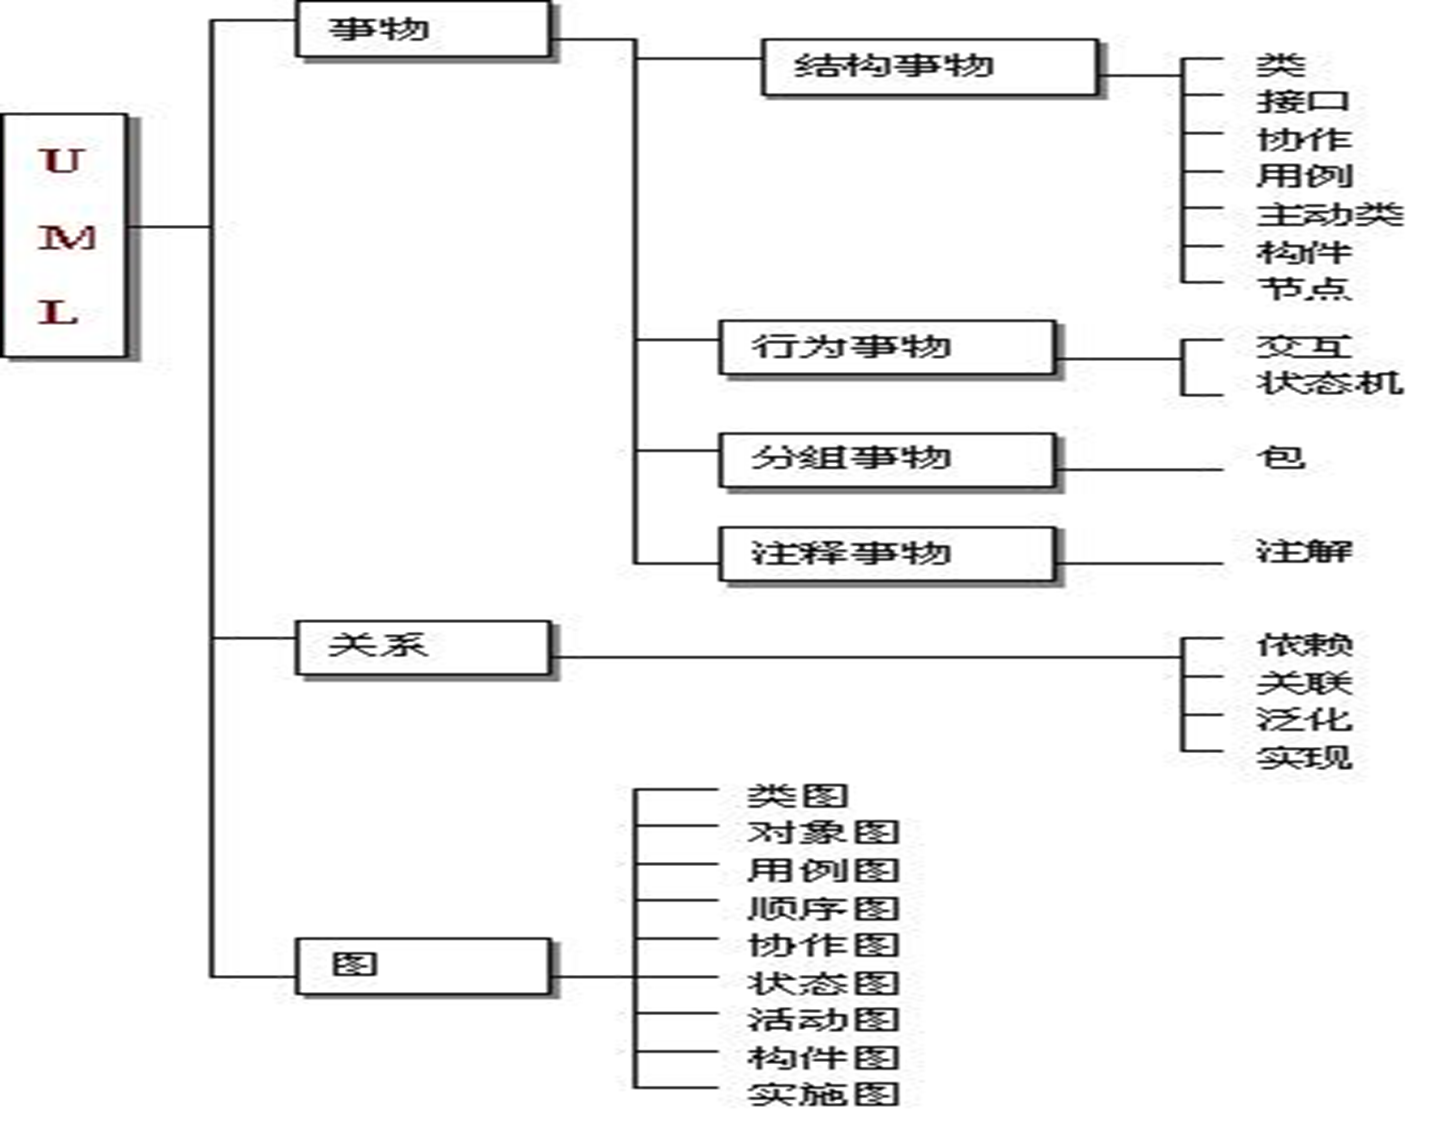 U
M
L
事物
结构事物
类
接口
协作
用例
主动类
构件
节点
行为事物
交互
状态机
分组事物
包
注释事物
注解
关系
依赖
关联
泛化
实现
图
类图
对象图
用例图
顺序图
协作图
状态图
活动图
构件图
实施图